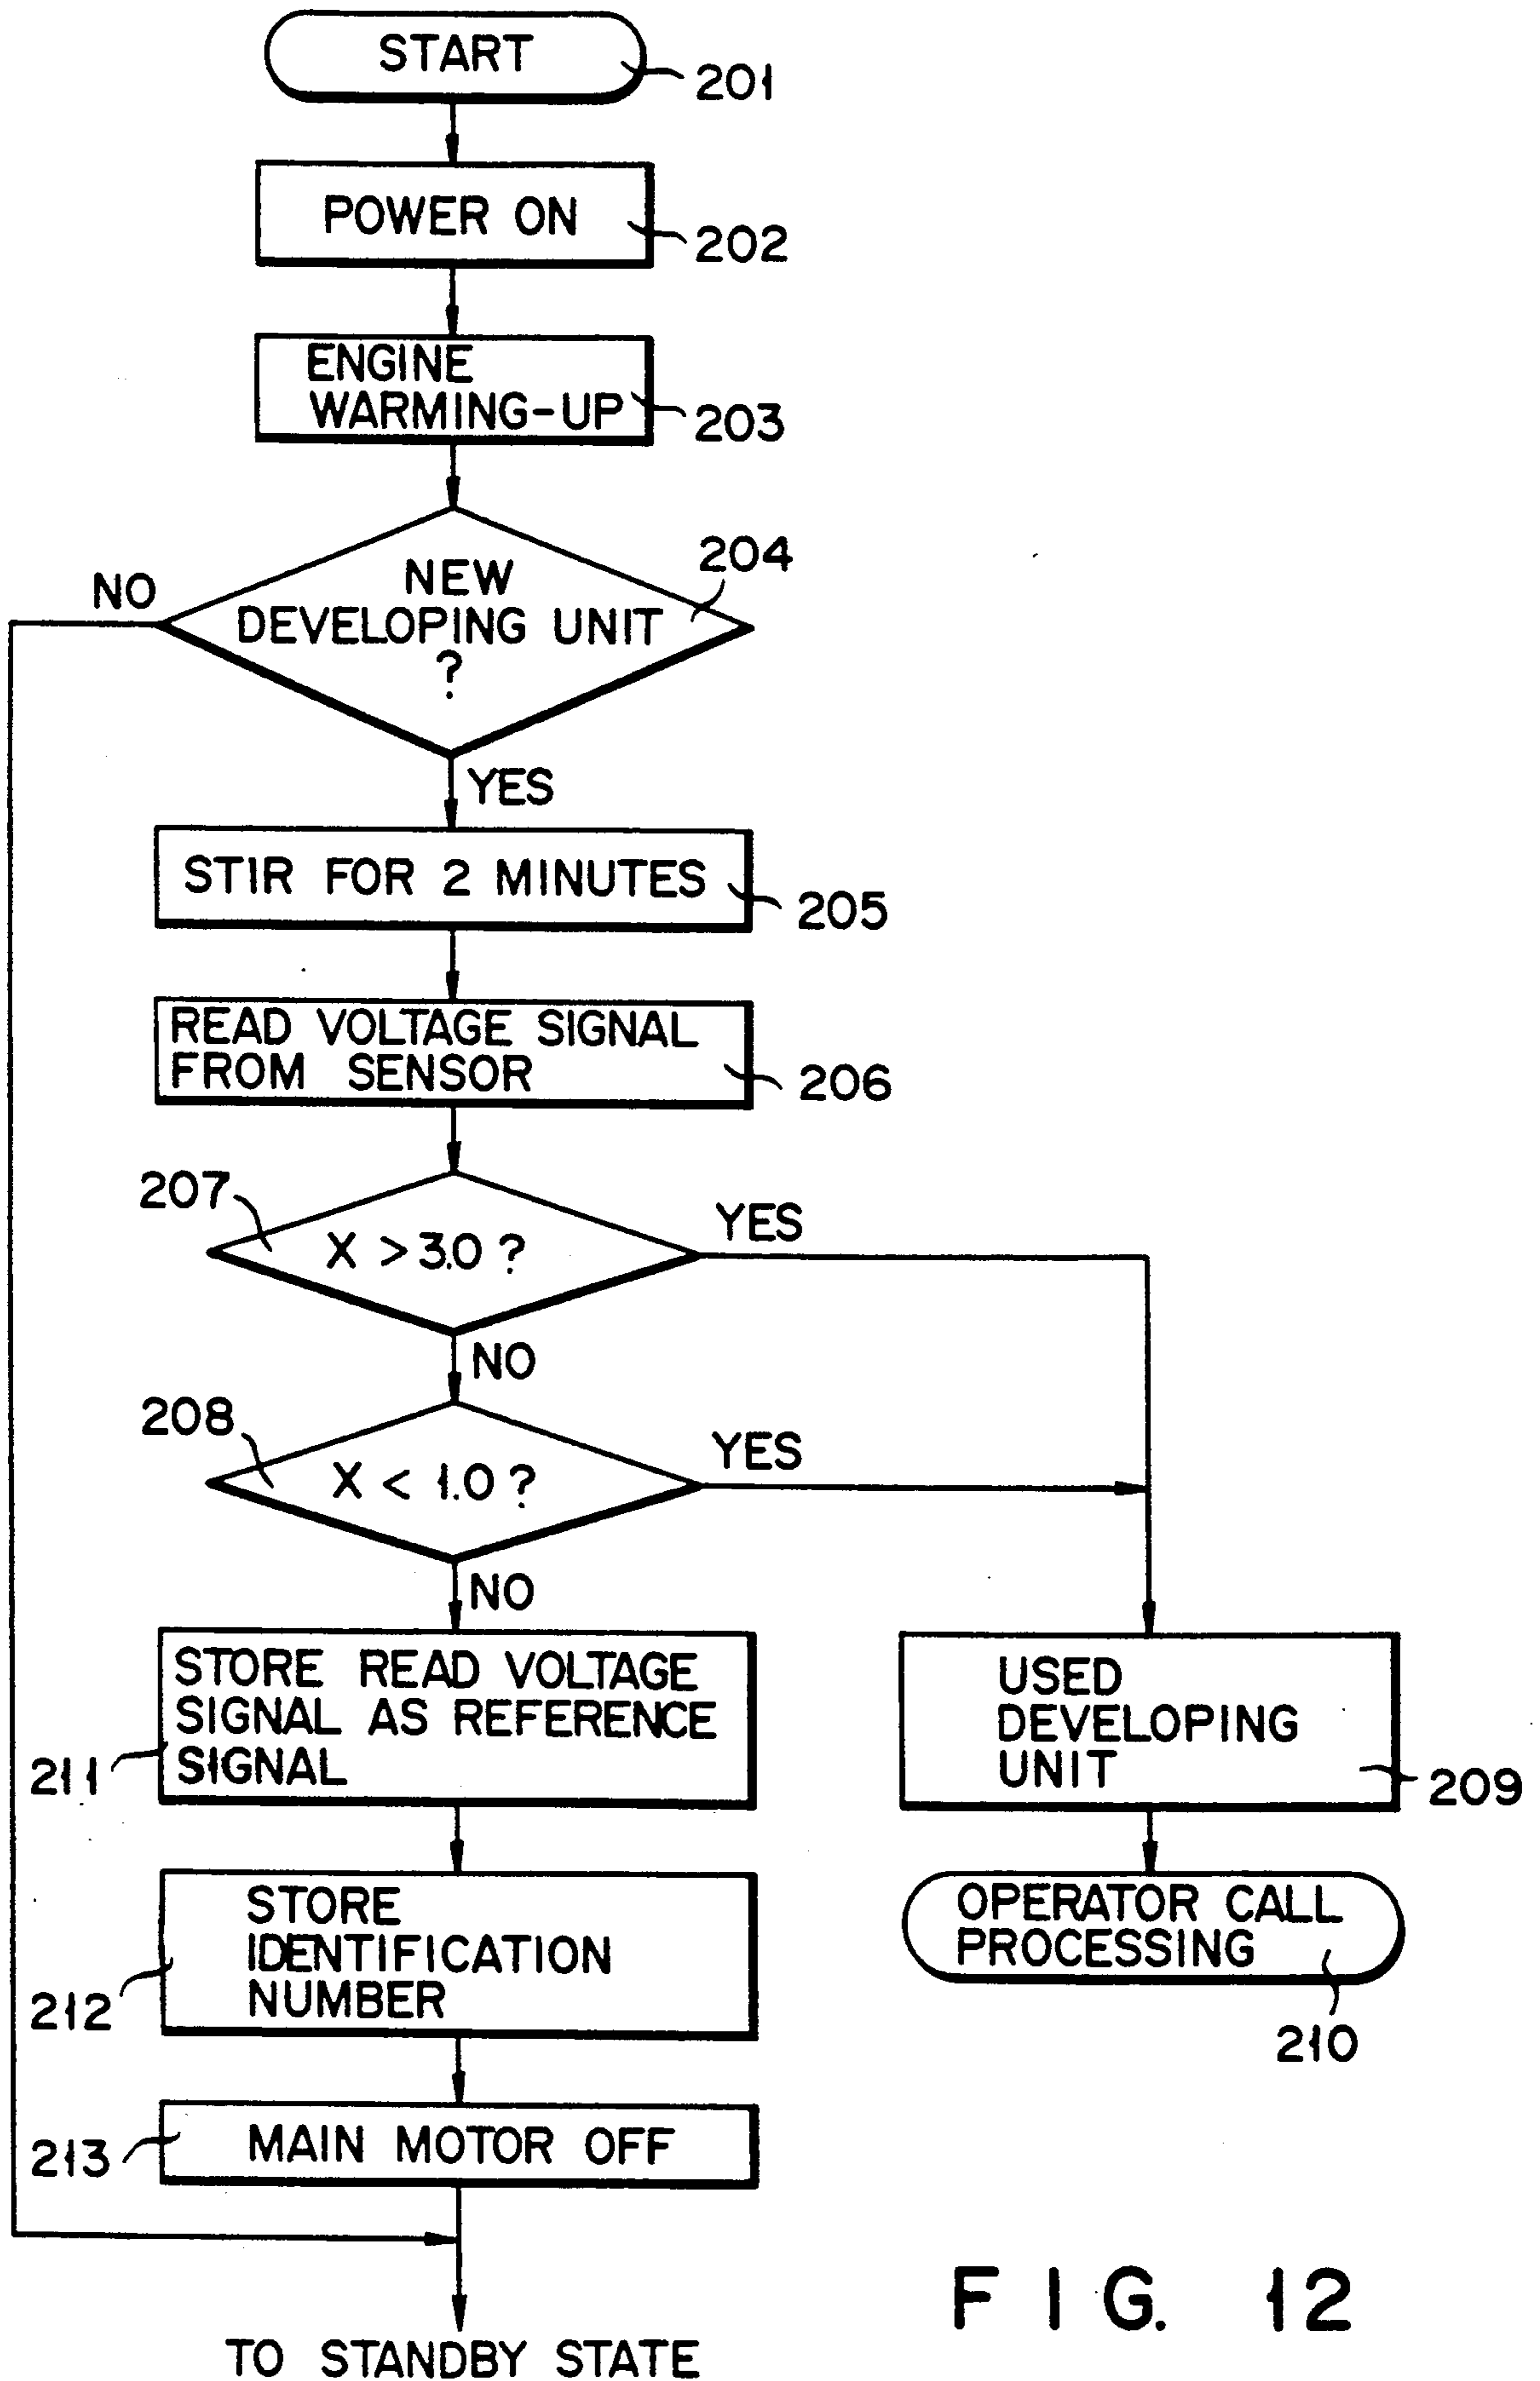 START
201
POWER ON
202
ENGINE
WARMING-UP
203
204
NO
NEW
DEVELOPING UNIT
?
YES
STIR FOR 2 MINUTES
205
READ VOLTAGE SIGNAL
FROM SENSOR
206
207
X > 3.0 ?
YES
NO
208
X < 1.0 ?
YES
NO
STORE READ VOLTAGE
SIGNAL AS REFERENCE
SIGNAL
211
USED
DEVELOPING
UNIT
209
STORE
IDENTIFICATION
NUMBER
212
OPERATOR CALL
PROCESSING
210
MAIN MOTOR OFF
213
TO STANDBY STATE
FIG. 12